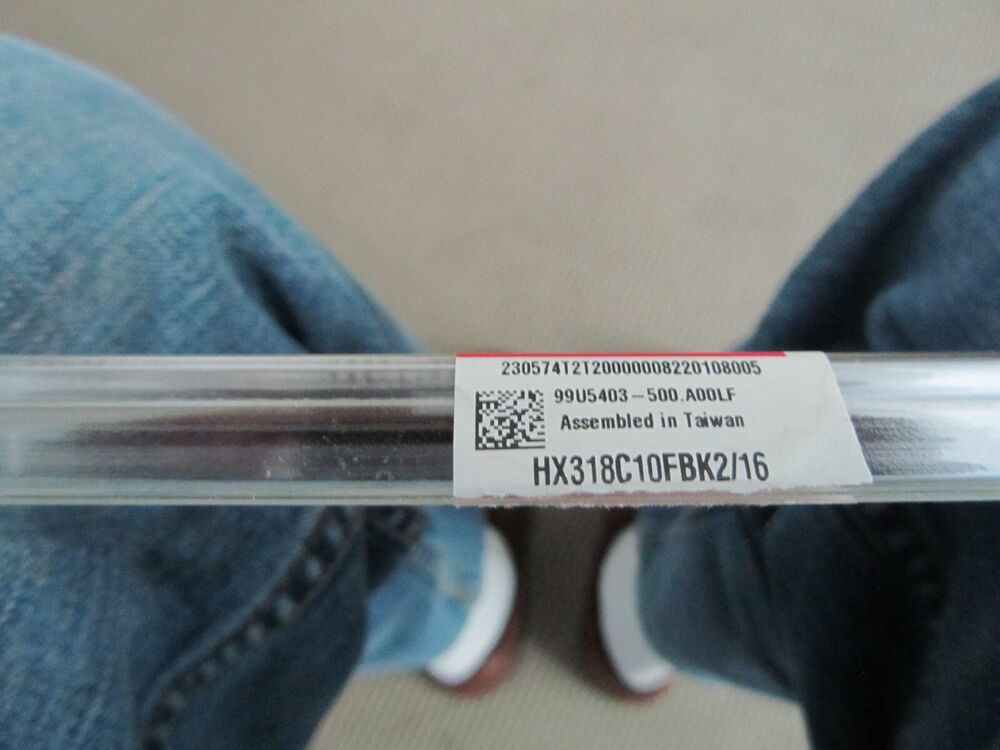 230574T2T20000008220108005
99U5403-500.A00LF
Assembled in Taiwan
HX318C10FBK2/16